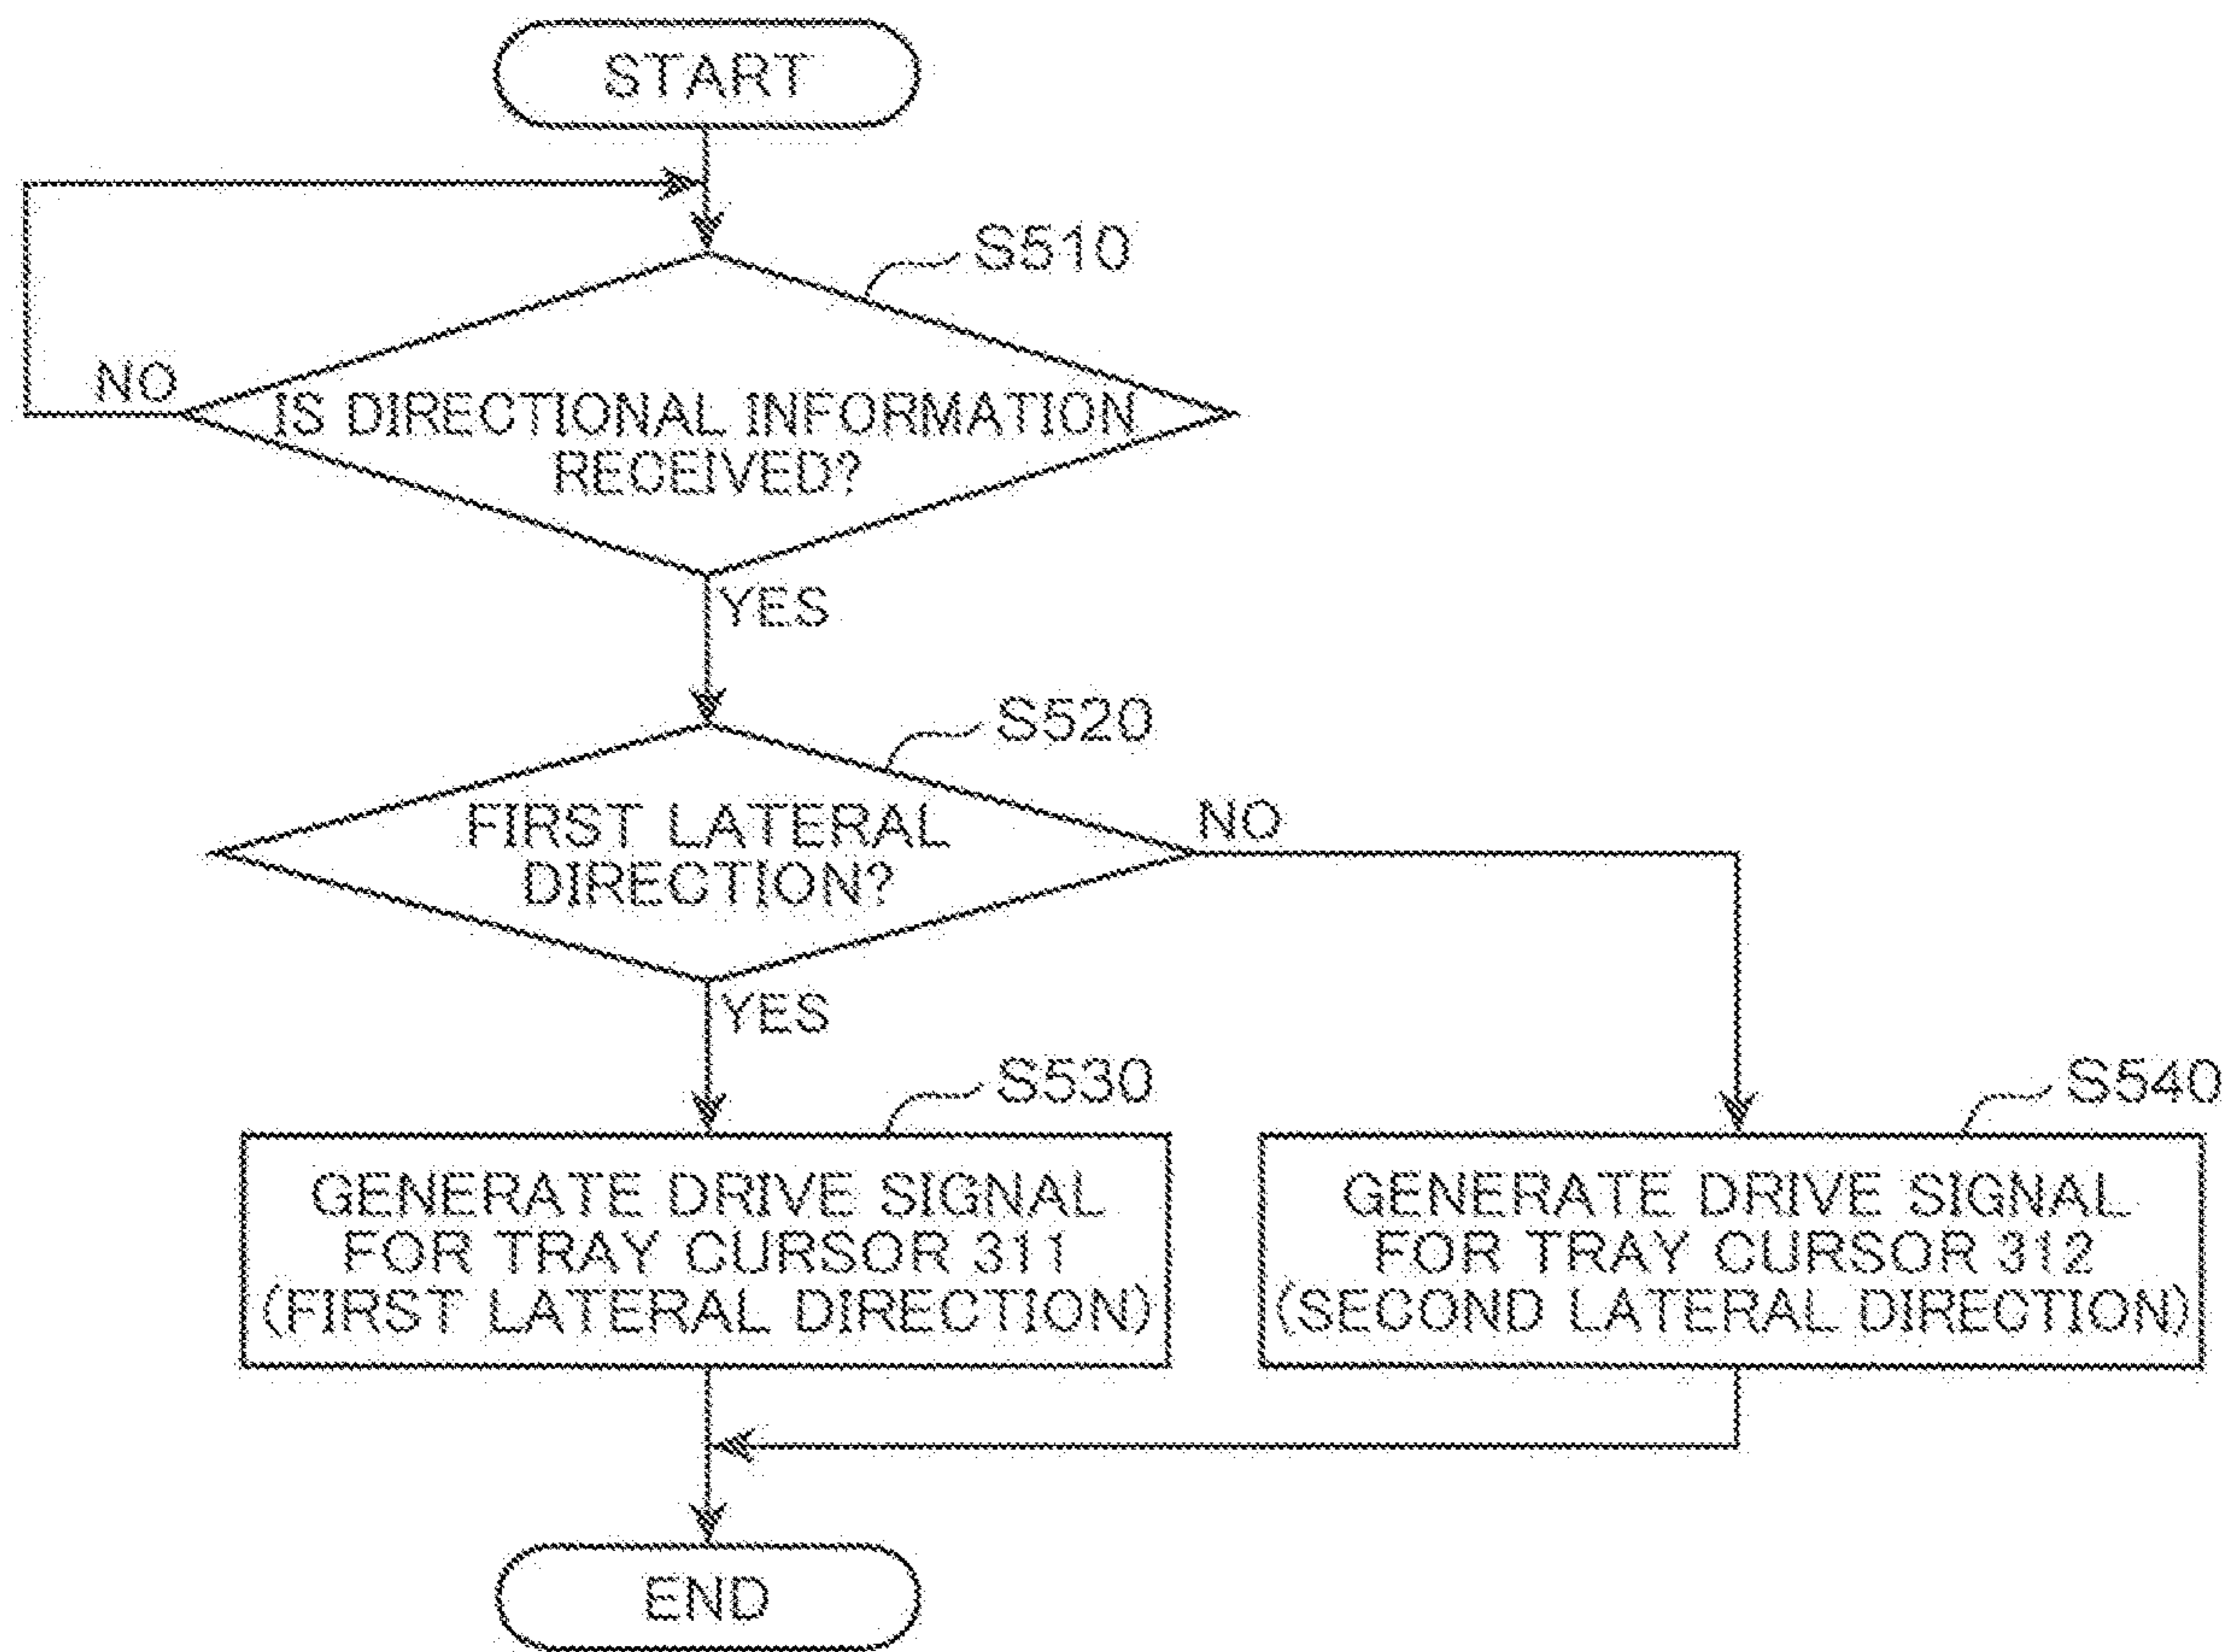 START
S510
NO
IS DIRECTIONAL INFORMATION
RECEIVED?
YES
S520
FIRST LATERAL
DIRECTION?
NO
YES
S530
GENERATE DRIVE SIGNAL
FOR TRAY CURSOR 311
(FIRST LATERAL DIRECTION)
S540
GENERATE DRIVE SIGNAL
FOR TRAY CURSOR 312
(SECOND LATERAL DIRECTION)
END